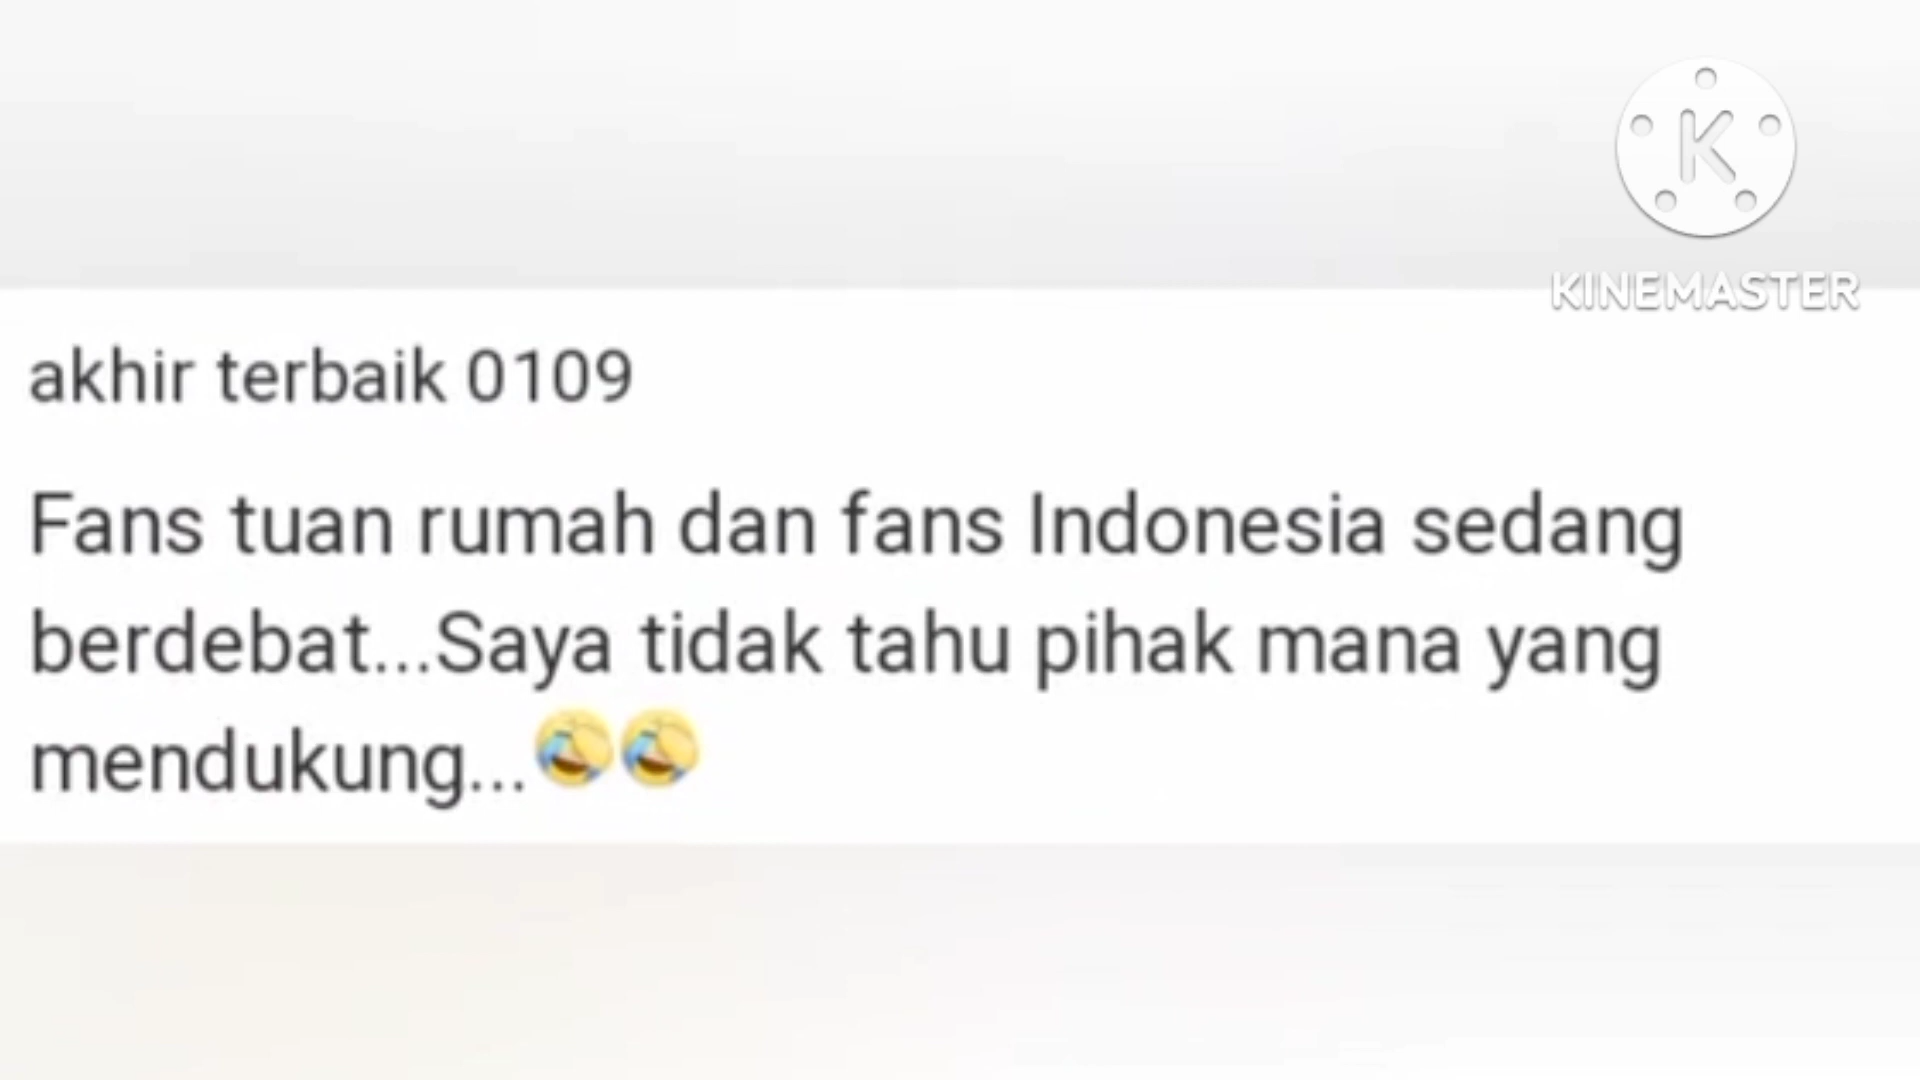 K
KINEMASTER
akhir terbaik 0109
Fans tuan rumah dan fans Indonesia sedang
berdebat...Saya tidak tahu pihak mana yang
mendukung...🤣🤣